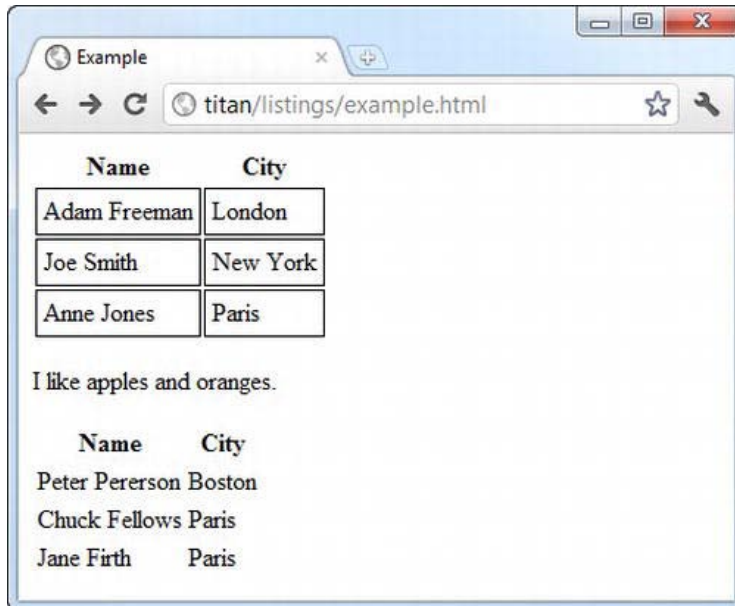 Example
titan/listings/example.html
Name City
Adam Freeman London
Joe Smith New York
Anne Jones Paris
I like apples and oranges.
Name City
Peter Pererson Boston
Chuck Fellows Paris
Jane Firth Paris